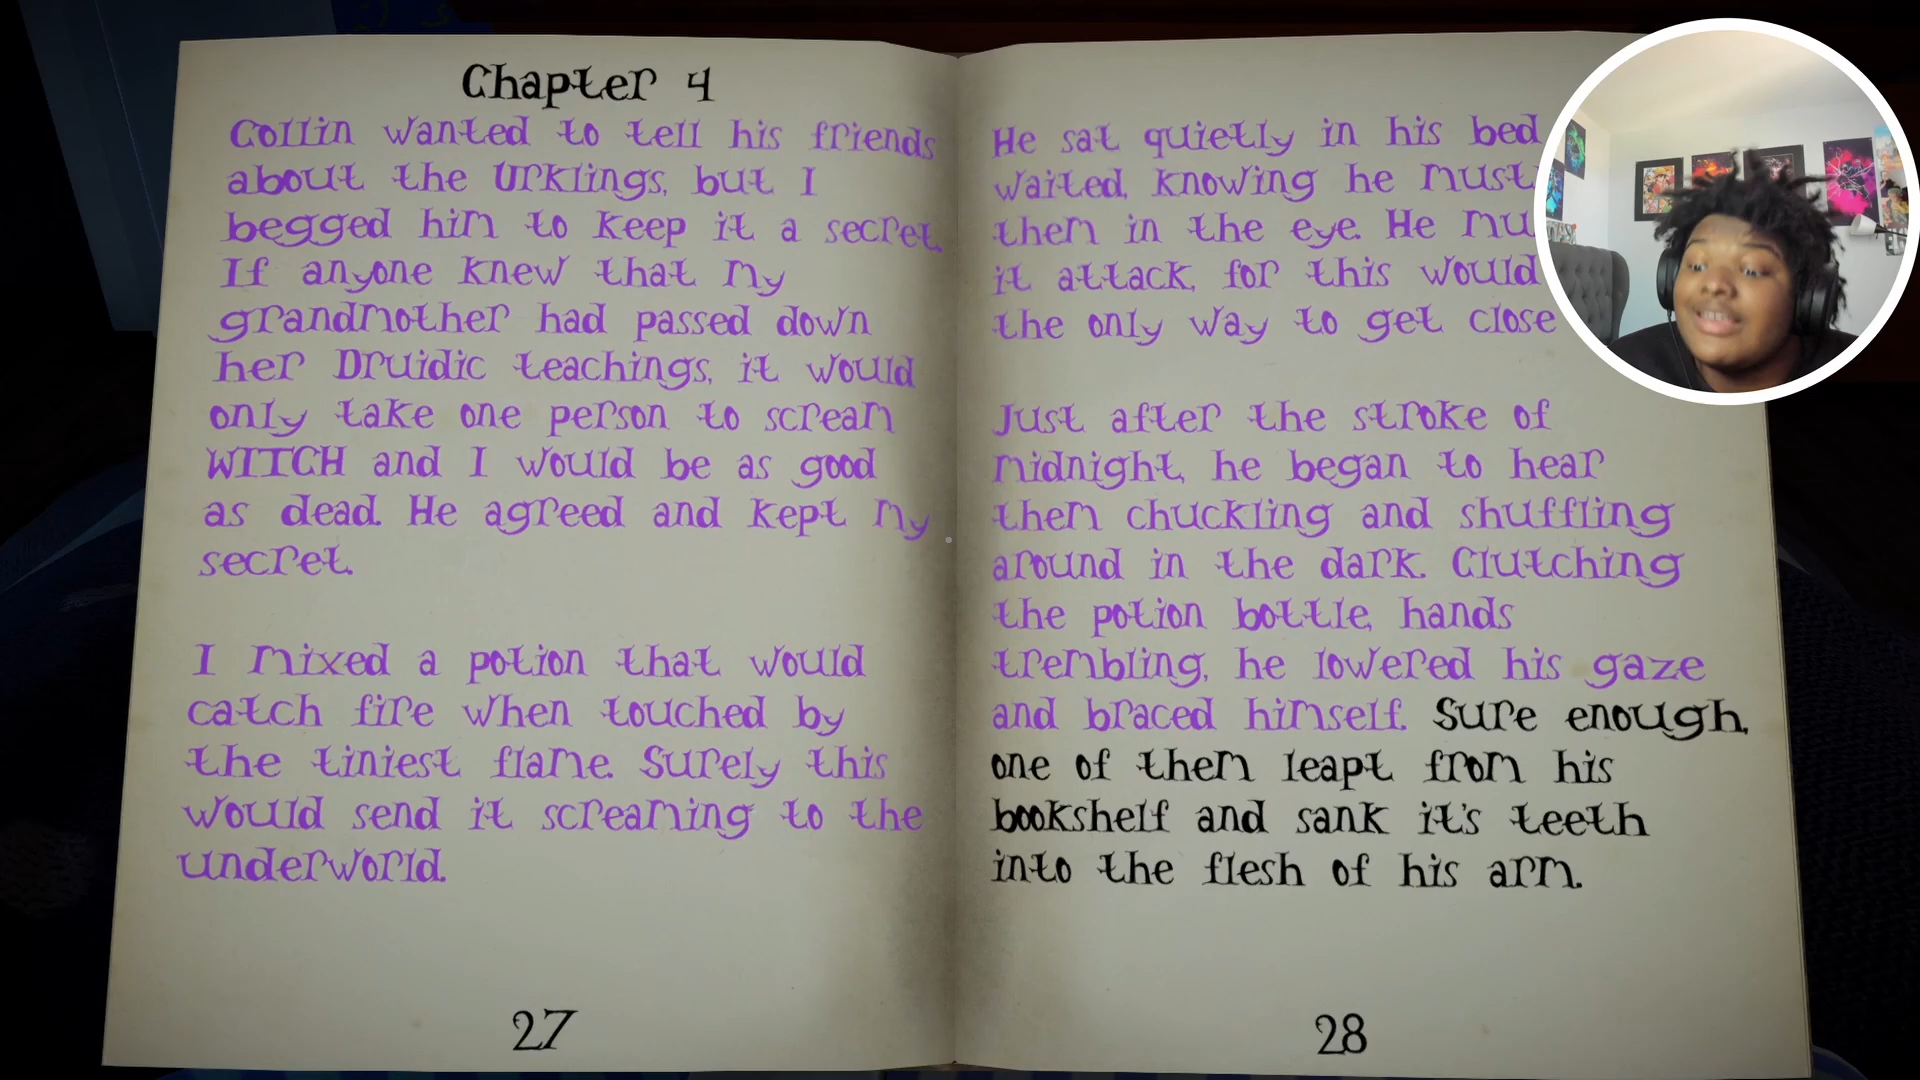 Chapter 4
Collin wanted to tell his friends
about the Urklings, but I
begged him to keep it a secret.
If anyone knew that my
grandmother had passed down
her Druidic teachings, it would
only take one person to scream
WITCH and I would be as good
as dead. He agreed and kept my
secret.
I mixed a potion that would
catch fire when touched by
the tiniest flame. Surely this
would send it screaming to the
underworld.
27
He sat quietly in his bed
waited, knowing he must
them in the eye. He
it attack, for this would
the only way to get close
Just after the stroke of
midnight, he began to hear
them chuckling and shuffling
around in the dark. Clutching
the potion bottle, hands
trembling, he lowered his gaze
and braced himself. Sure enough,
one of them leapt from his
bookshelf and sank it's teeth
into the flesh of his arm.
28